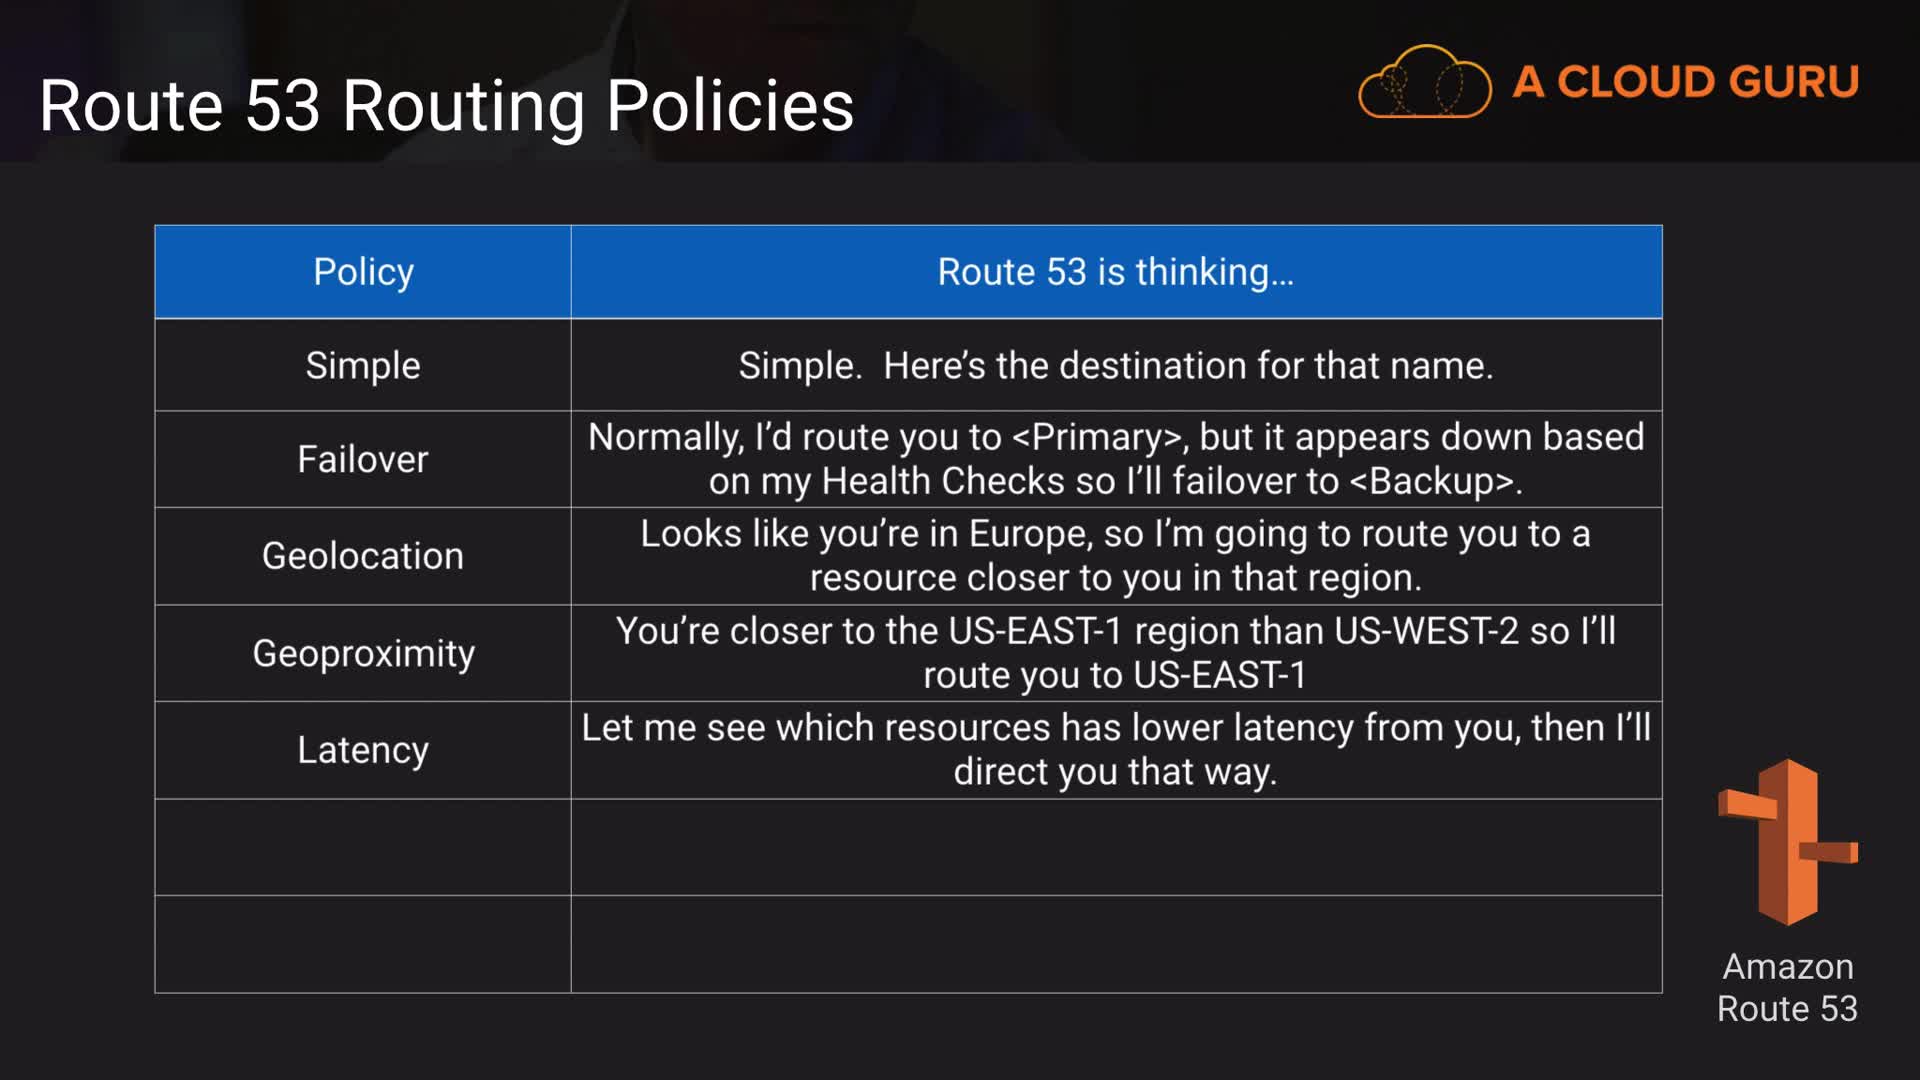 Route 53 Routing Policies
A CLOUD GURU
Policy
Route 53 is thinking...
Simple
Simple.  Here’s the destination for that name.
Failover
Normally, I’d route you to <Primary>, but it appears down based
on my Health Checks so I’ll failover to <Backup>.
Geolocation
Looks like you’re in Europe, so I’m going to route you to a
resource closer to you in that region.
Geoproximity
You’re closer to the US-EAST-1 region than US-WEST-2 so I’ll
route you to US-EAST-1
Latency
Let me see which resources has lower latency from you, then I’ll
direct you that way.
Amazon
Route 53